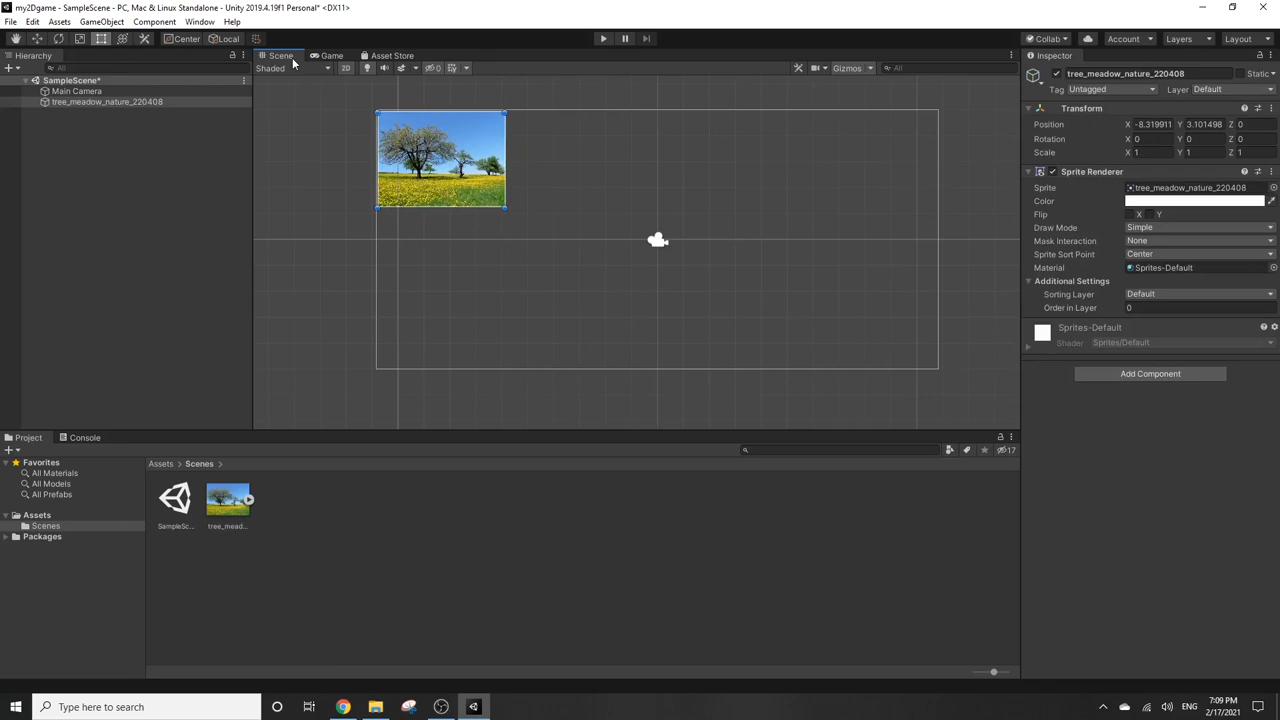 my2Dgame - SampleScene - PC, Mac & Linux Standalone - Unity 2019.4.19f1 Personal* <DX11>
File Edit Assets GameObject Component Window Help
Center Local Collab Account Layers Layout
Hierarchy Scene Game Asset Store Inspector
All Shaded 2D 0 Gizmos All tree_meadow_nature_220408 Static
SampleScene*
Main Camera Tag Untagged Layer Default
tree_meadow_nature_220408
Transform
Position X -8.319911 Y 3.101498 Z 0
Rotation X 0 Y 0 Z 0
Scale X 1 Y 1 Z 1
Sprite Renderer
Sprite tree_meadow_nature_220408
Color
Flip X Y
Draw Mode Simple
Mask Interaction None
Sprite Sort Point Center
Material Sprites-Default
Additional Settings
Sorting Layer Default
Order in Layer 0
Sprites-Default
Shader Sprites/Default
Add Component
Project Console
17
Favorites Assets > Scenes >
All Materials
All Models
All Prefabs
Assets
Scenes SampleSc... tree_mead...
Packages
Type here to search ENG 7:09 PM
2/17/2021